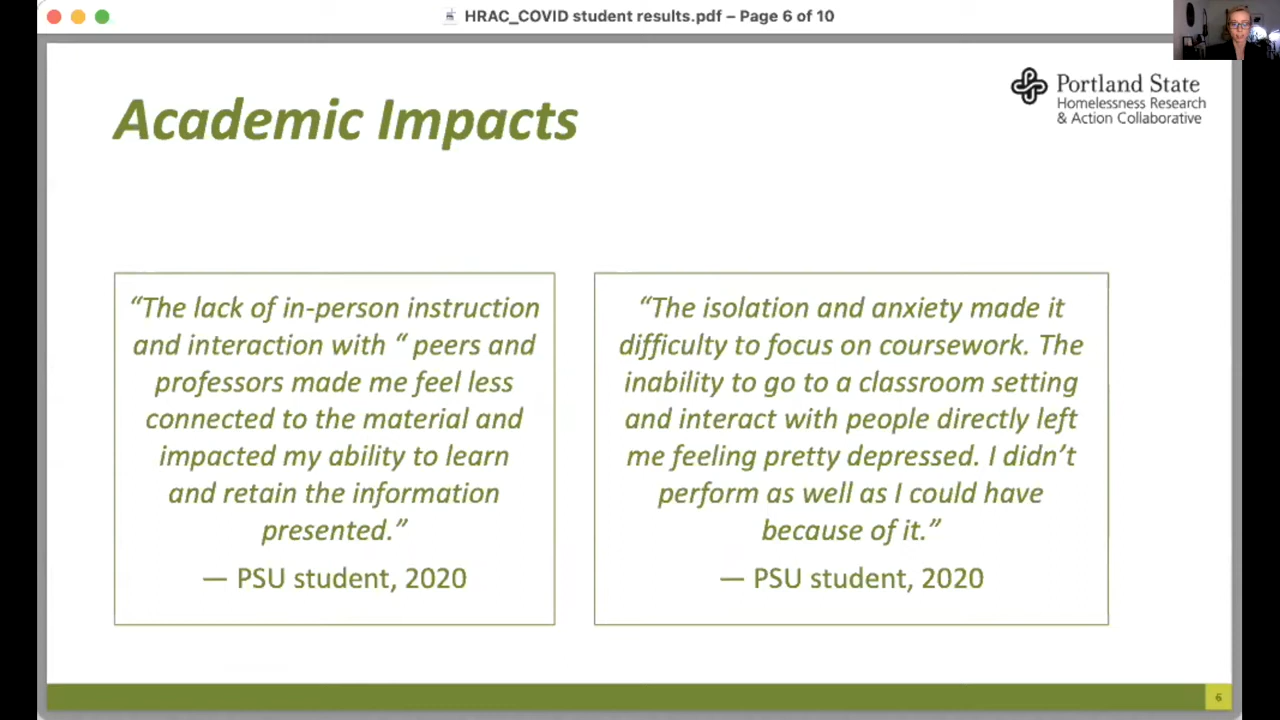 HRAC_COVID student results.pdf – Page 6 of 10
Academic Impacts
Portland State
Homelessness Research
& Action Collaborative
“The lack of in-person instruction
and interaction with “ peers and
professors made me feel less
connected to the material and
impacted my ability to learn
and retain the information
presented.”
— PSU student, 2020
“The isolation and anxiety made it
difficulty to focus on coursework. The
inability to go to a classroom setting
and interact with people directly left
me feeling pretty depressed. I didn’t
perform as well as I could have
because of it.”
— PSU student, 2020
6